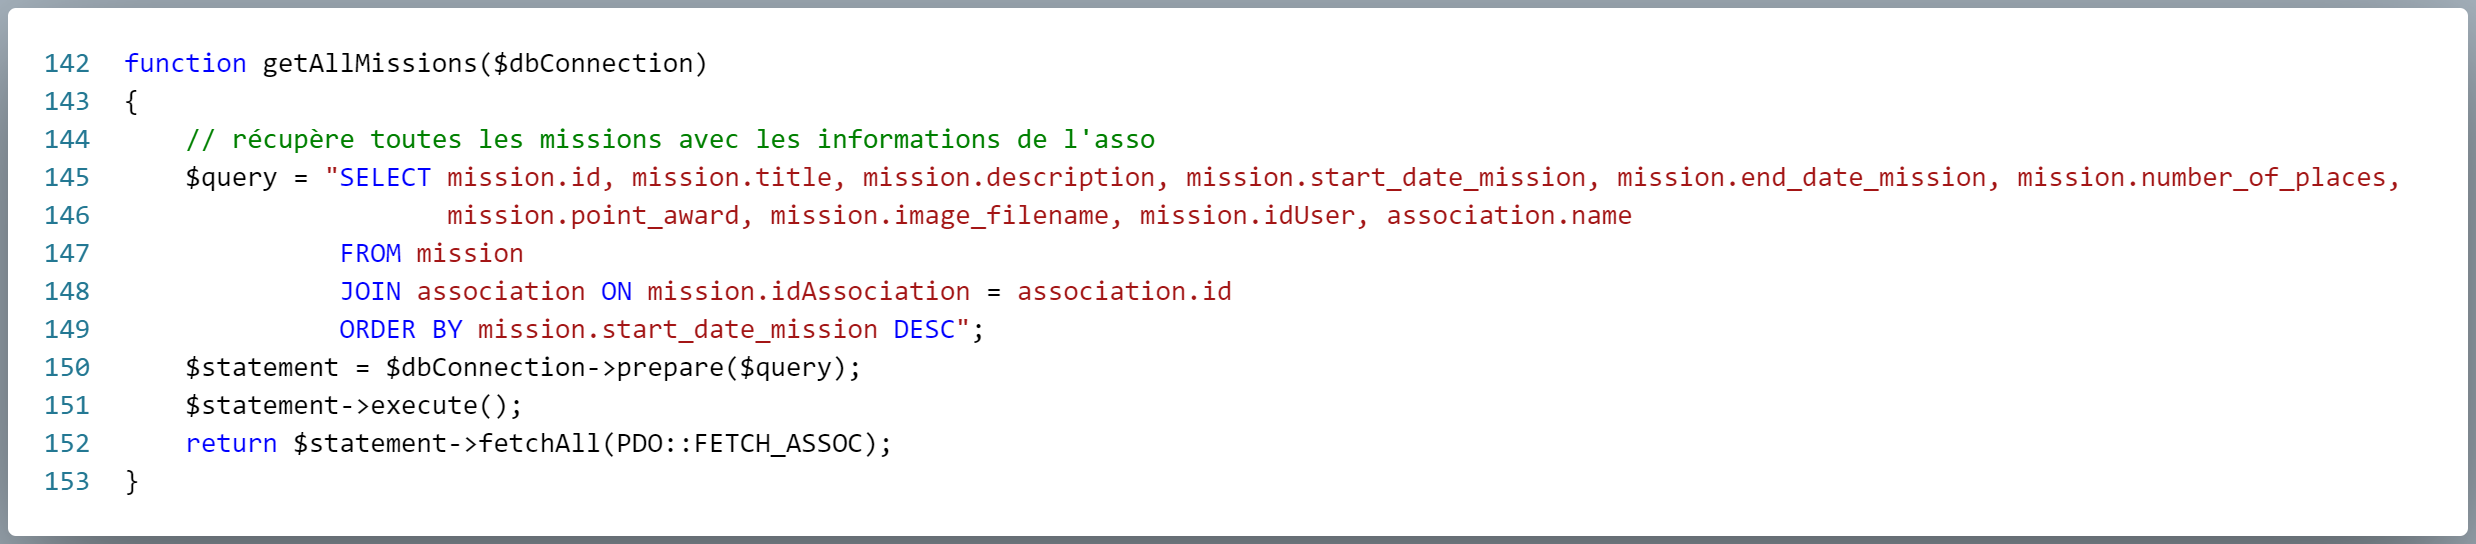 142 function getAllMissions($dbConnection)
143 {
144     // récupère toutes les missions avec les informations de l'asso
145     $query = "SELECT mission.id, mission.title, mission.description, mission.start_date_mission, mission.end_date_mission, mission.number_of_places,
146                      mission.point_award, mission.image_filename, mission.idUser, association.name
147               FROM mission
148               JOIN association ON mission.idAssociation = association.id
149               ORDER BY mission.start_date_mission DESC";
150     $statement = $dbConnection->prepare($query);
151     $statement->execute();
152     return $statement->fetchAll(PDO::FETCH_ASSOC);
153 }